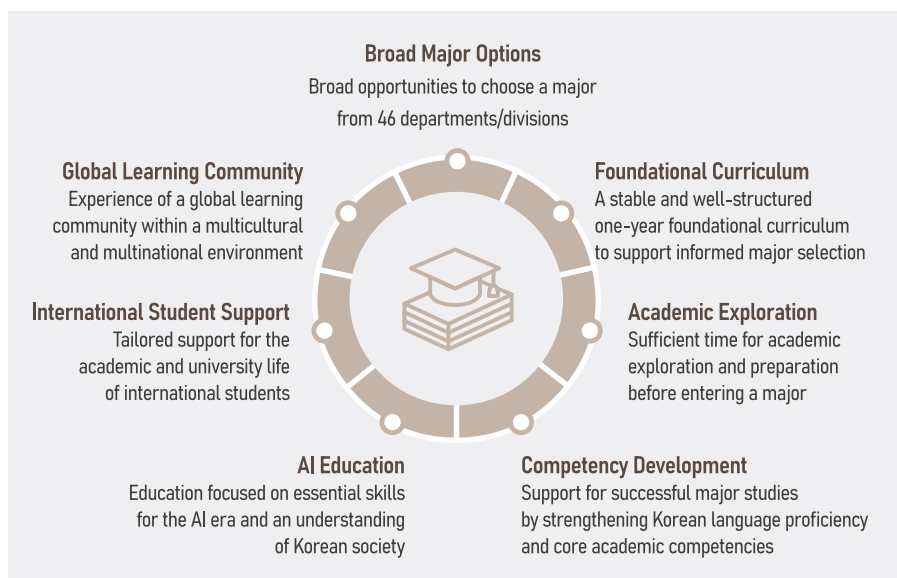 Broad Major Options
Broad opportunities to choose a major
from 46 departments/divisions
Global Learning Community
Experience of a global learning
community within a multicultural
and multinational environment
Foundational Curriculum
A stable and well-structured
one-year foundational curriculum
to support informed major selection
International Student Support
Tailored support for the
academic and university life
of international students
Academic Exploration
Sufficient time for academic
exploration and preparation
before entering a major
AI Education
Education focused on essential skills
for the AI era and an understanding
of Korean society
Competency Development
Support for successful major studies
by strengthening Korean language proficiency
and core academic competencies